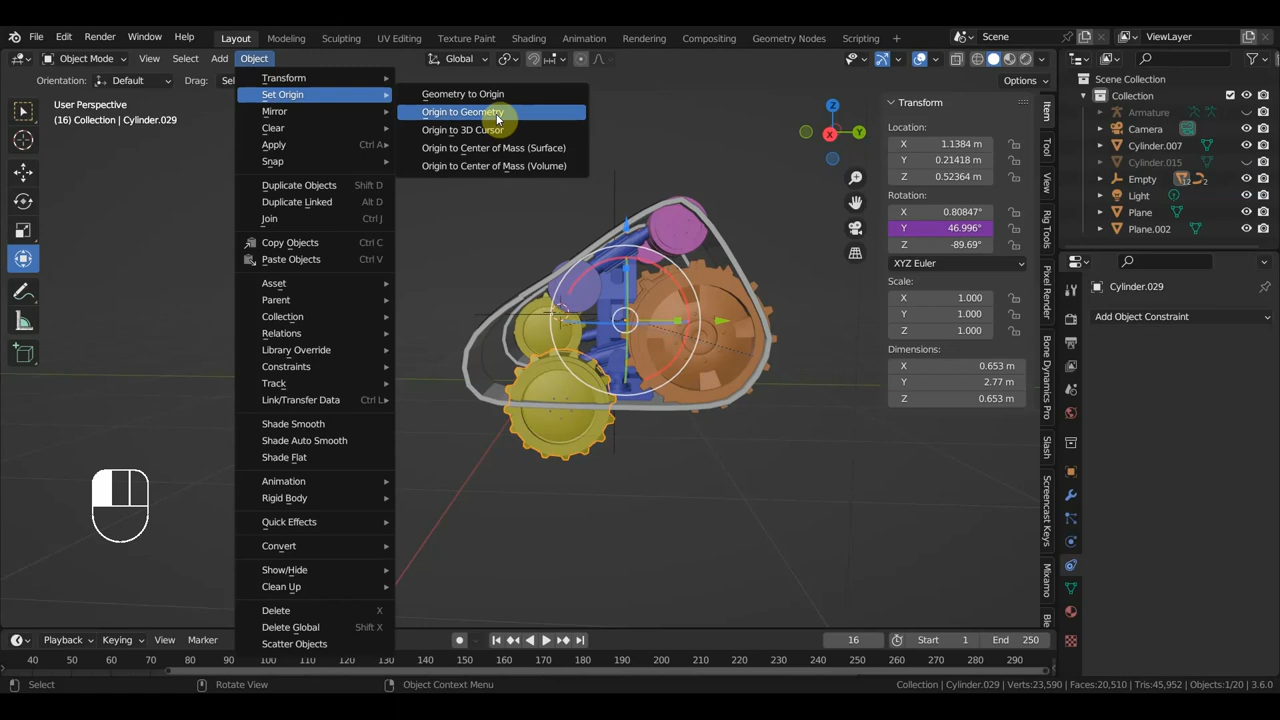 File Edit Render Window Help Layout Modeling Sculpting UV Editing Texture Paint Shading Animation Rendering Compositing Geometry Nodes Scripting + Scene ViewLayer
Object Mode View Select Add Object Global
Orientation: Default Drag: Options
User Perspective
(16) Collection | Cylinder.029
Transform
Set Origin
Mirror
Clear
Apply Ctrl A
Snap
Duplicate Objects Shift D
Duplicate Linked Alt D
Join Ctrl J
Copy Objects Ctrl C
Paste Objects Ctrl V
Asset
Parent
Collection
Relations
Library Override
Constraints
Track
Link/Transfer Data Ctrl L
Shade Smooth
Shade Auto Smooth
Shade Flat
Animation
Rigid Body
Quick Effects
Convert
Show/Hide
Clean Up
Delete X
Delete Global Shift X
Scatter Objects
Geometry to Origin
Origin to Geometry
Origin to 3D Cursor
Origin to Center of Mass (Surface)
Origin to Center of Mass (Volume)
Z
Y
X
Transform
Location:
X 1.1384 m
Y 0.21418 m
Z 0.52364 m
Rotation:
X 0.80847°
Y 46.996°
Z -89.69°
XYZ Euler
Scale:
X 1.000
Y 1.000
Z 1.000
Dimensions:
X 0.653 m
Y 2.77 m
Z 0.653 m
Item
Tool
View
Rig Tools
Pixel Render
Bone Dynamics Pro
Slash
Screencast Keys
Mixamo
Ble
Scene Collection
Collection
Armature
Camera
Cylinder.007
Cylinder.015
Empty 12 2
Light
Plane
Plane.002
Cylinder.029
Add Object Constraint
Playback Keying View Marker 16 Start 1 End 250
40 50 60 70 80 90 100 110 120 130 140 150 160 170 180 190 200 210 220 230 240 250 260 270 280 290
Select Rotate View Object Context Menu Collection | Cylinder.029 | Verts:23,590 | Faces:20,510 | Tris:45,952 | Objects:1/20 | 3.6.0